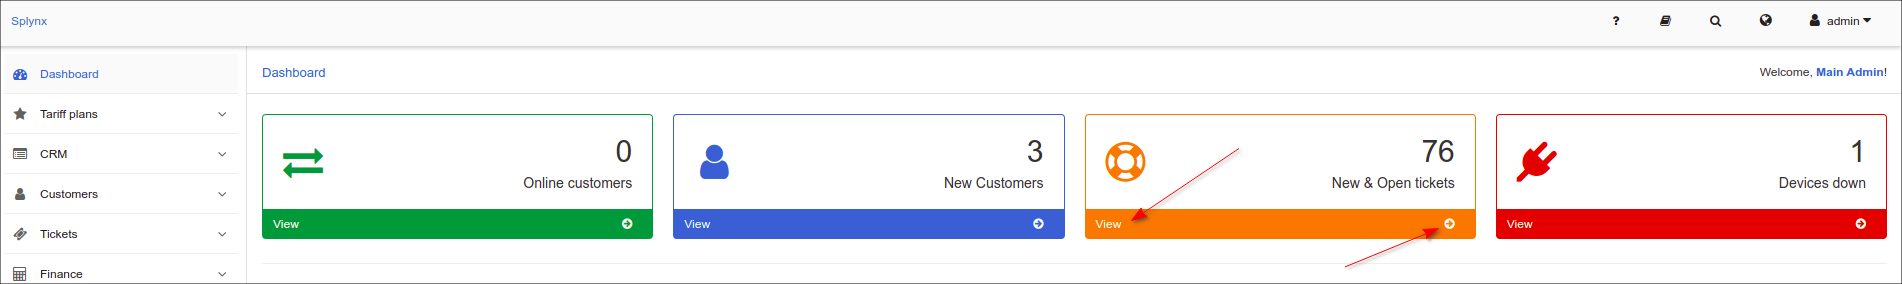 Splynx
? admin
Dashboard
Tariff plans
CRM
Customers
Tickets
Finance
Dashboard
Welcome, Main Admin!
0
Online customers
View
3
New Customers
View
76
New & Open tickets
View
1
Devices down
View